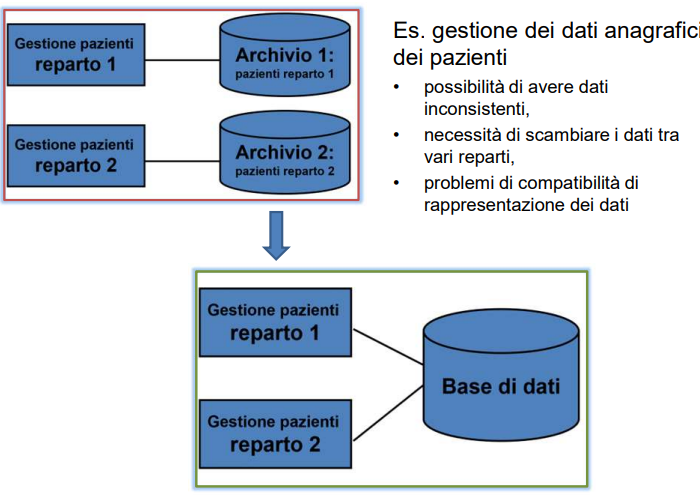 Gestione pazienti
reparto 1
Archivio 1:
pazienti reparto 1
Gestione pazienti
reparto 2
Archivio 2:
pazienti reparto 2
Es. gestione dei dati anagrafici
dei pazienti
• possibilità di avere dati
inconsistenti,
• necessità di scambiare i dati tra
vari reparti,
• problemi di compatibilità di
rappresentazione dei dati
Gestione pazienti
reparto 1
Gestione pazienti
reparto 2
Base di dati